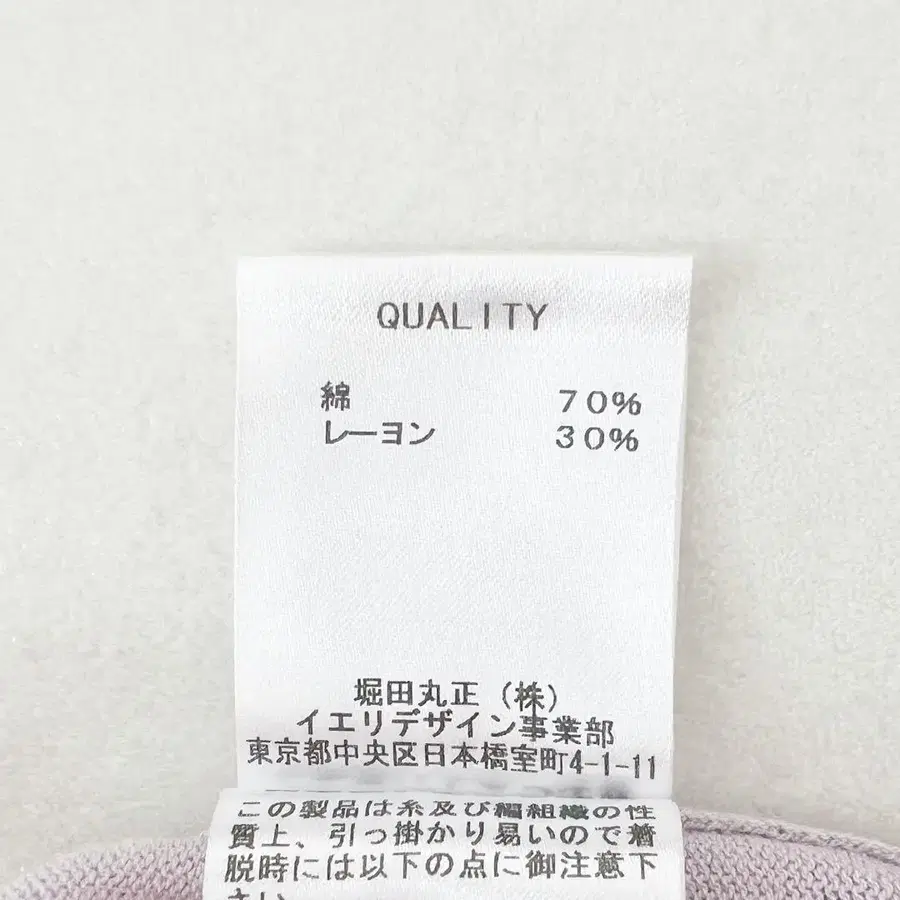 QUALITY
綿 70%
レーヨン 30%
堀田丸正(株)
イエリデザイン事業部
東京都中央区日本橋室町4-1-11
この製品は糸及び編組織の性
質上、引っ掛かり易いので着
脱時には以下の点に御注意下
さい